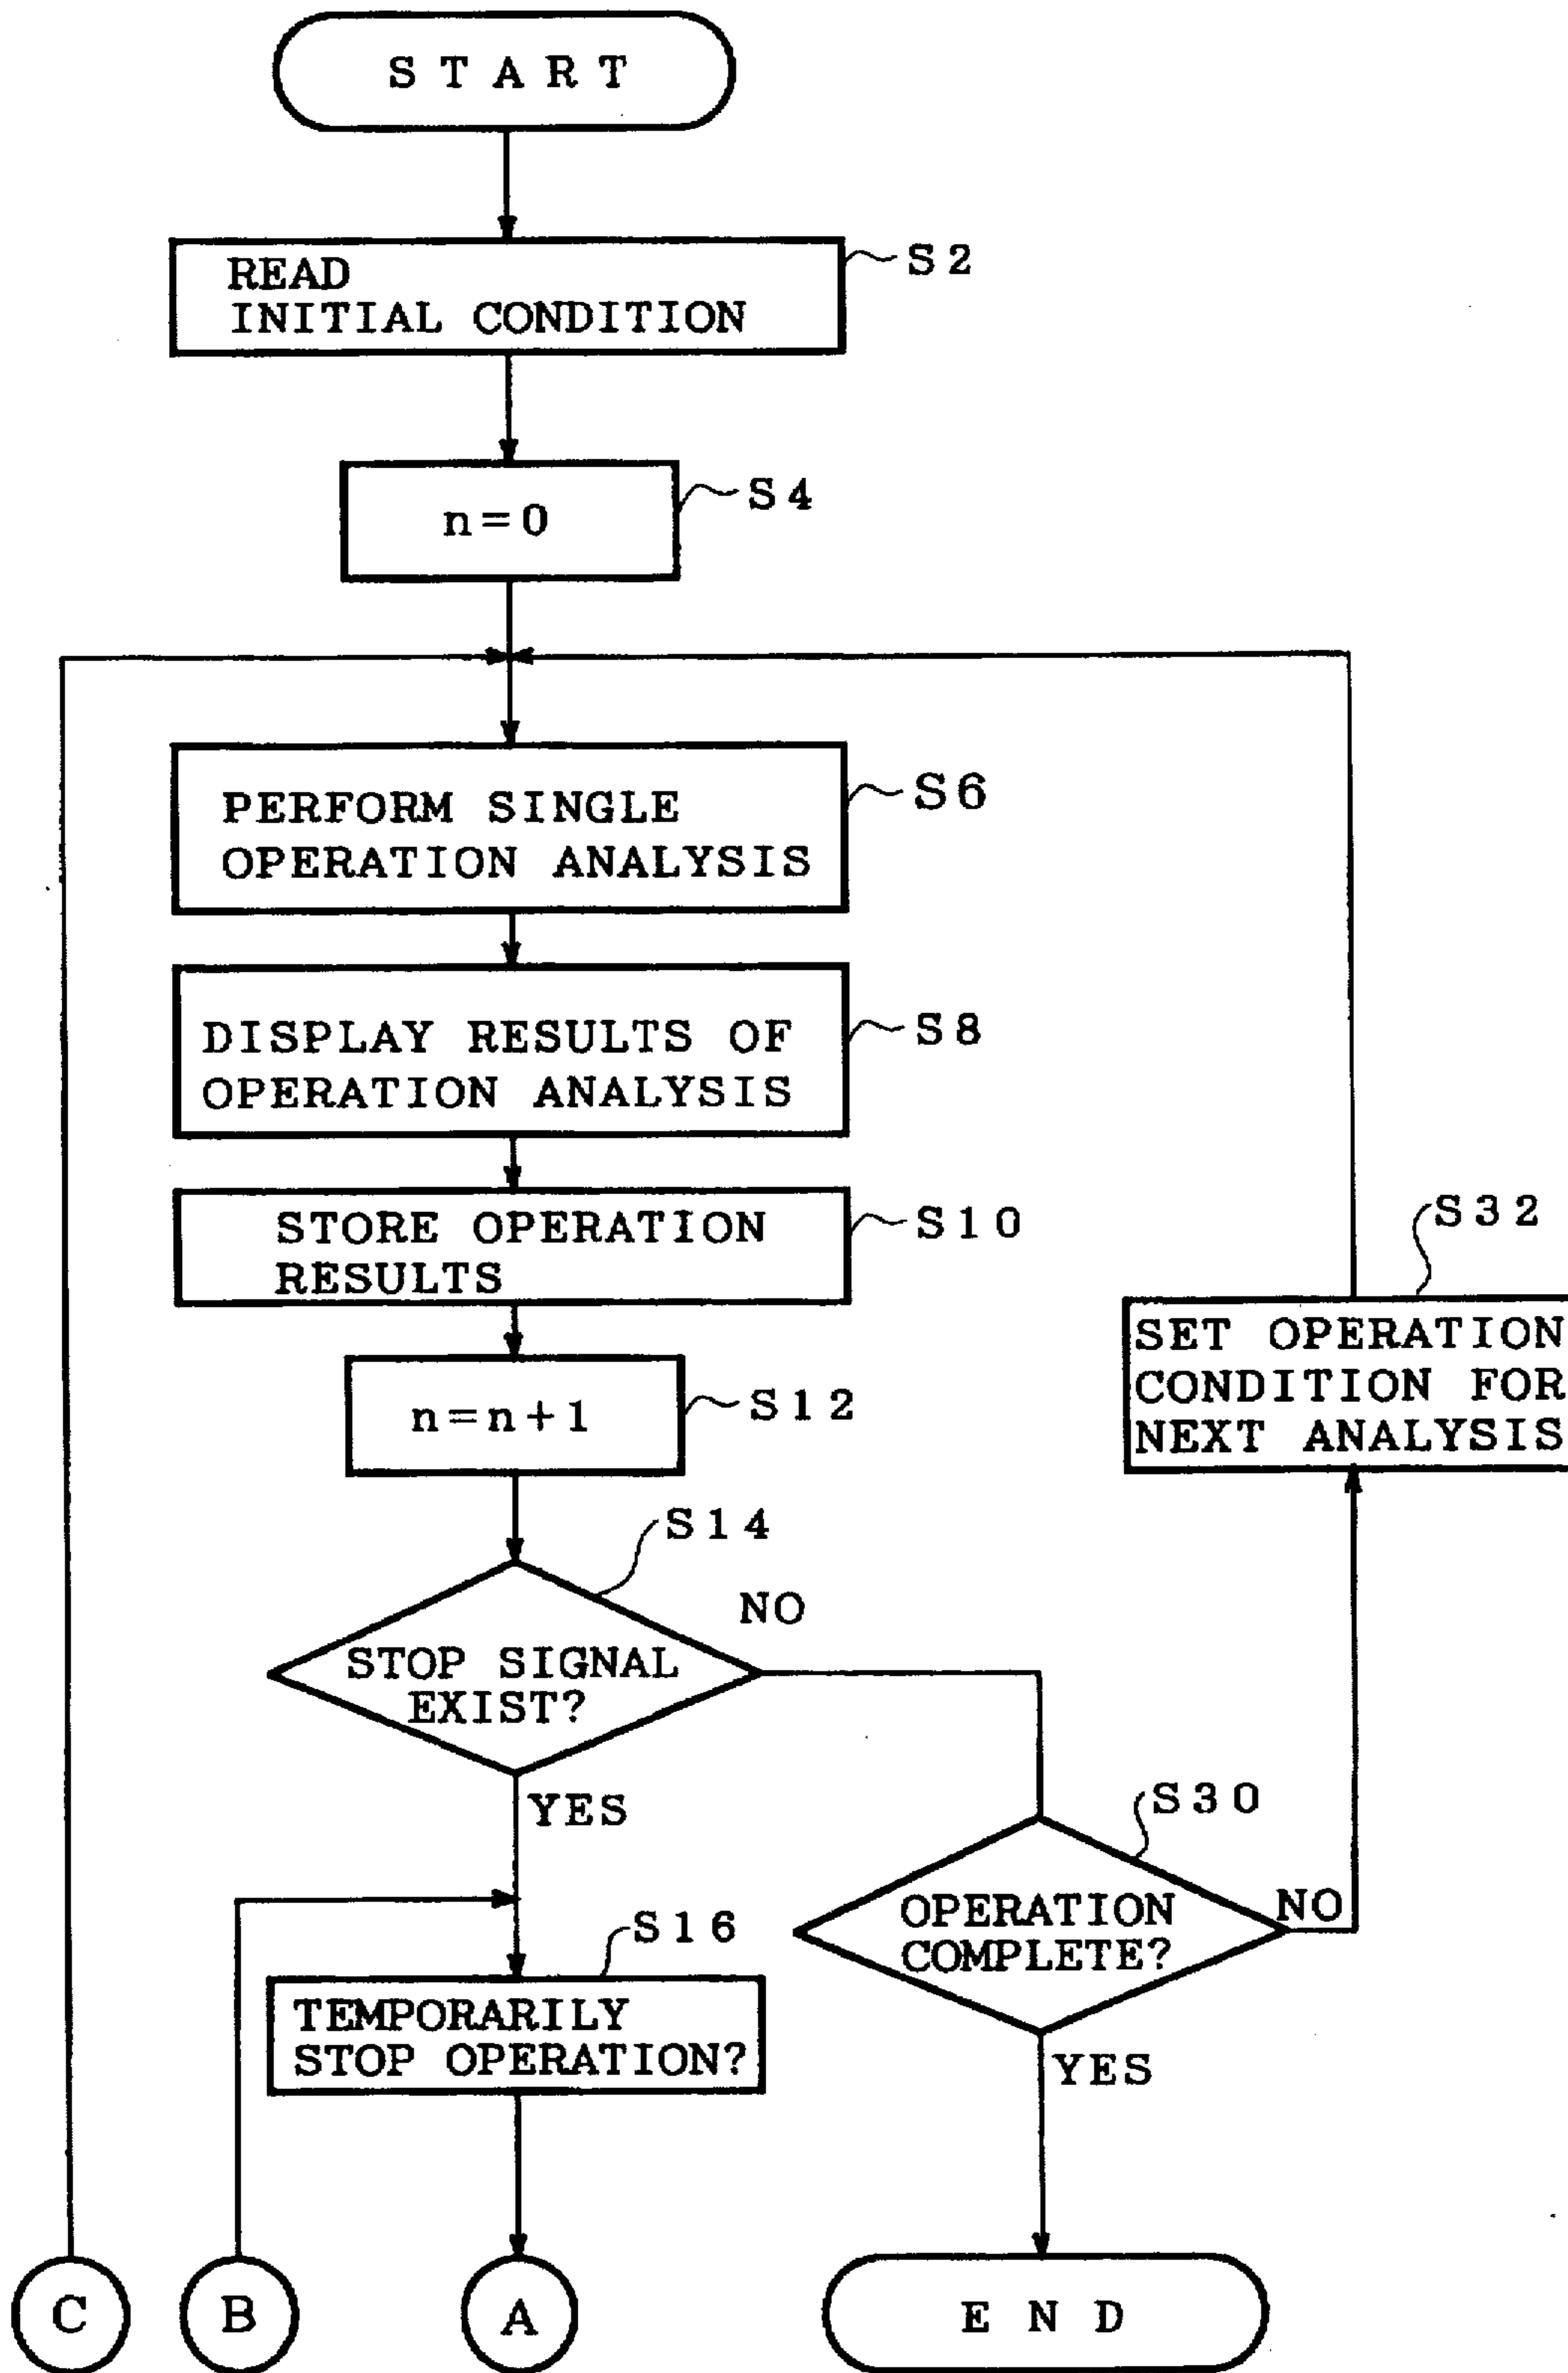 START
READ
INITIAL CONDITION
S2
n=0
S4
PERFORM SINGLE
OPERATION ANALYSIS
S6
DISPLAY RESULTS OF
OPERATION ANALYSIS
S8
STORE OPERATION
RESULTS
S10
S32
SET OPERATION
CONDITION FOR
NEXT ANALYSIS
n=n+1
S12
S14
NO
STOP SIGNAL
EXIST?
YES
S30
OPERATION
COMPLETE?
NO
S16
TEMPORARILY
STOP OPERATION?
YES
C
B
A
END